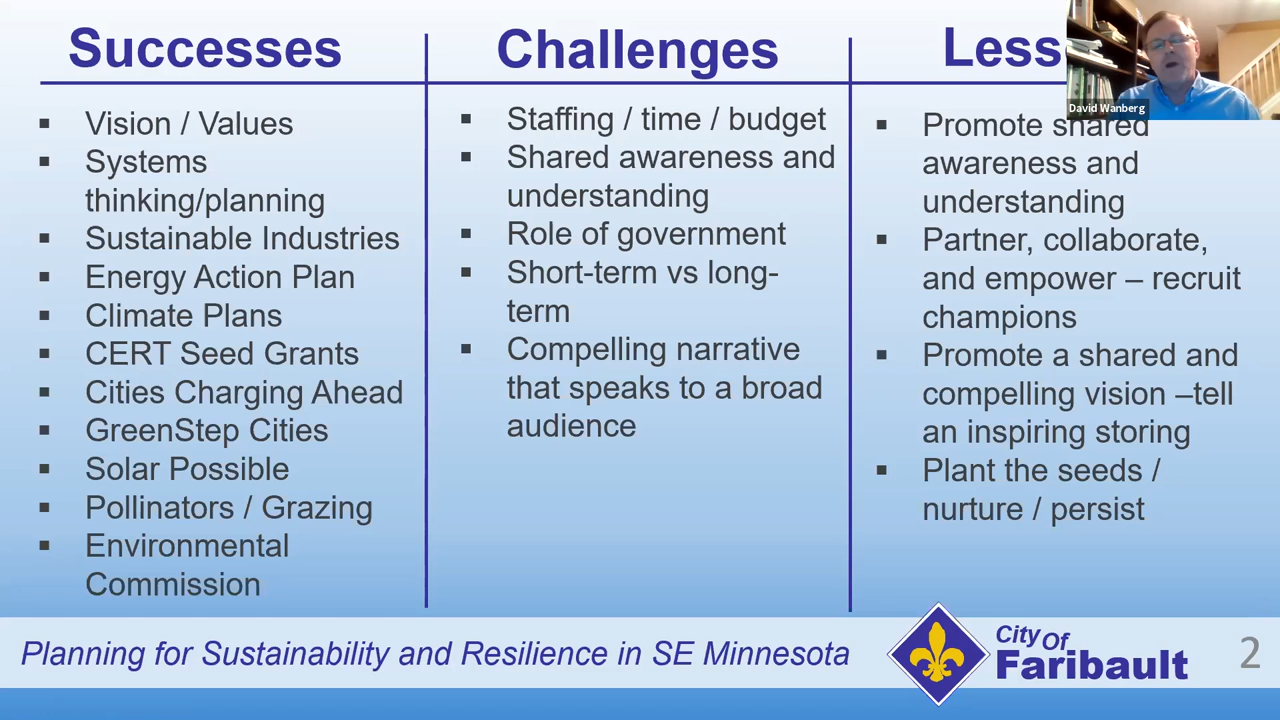 Successes
Vision / Values
Systems
thinking/planning
Sustainable Industries
Energy Action Plan
Climate Plans
CERT Seed Grants
Cities Charging Ahead
GreenStep Cities
Solar Possible
Pollinators / Grazing
Environmental
Commission
Challenges
Staffing / time / budget
Shared awareness and
understanding
Role of government
Short-term vs long-
term
Compelling narrative
that speaks to a broad
audience
Less
David Wanberg
Promote shared
awareness and
understanding
Partner, collaborate,
and empower – recruit
champions
Promote a shared and
compelling vision –tell
an inspiring storing
Plant the seeds /
nurture / persist
Planning for Sustainability and Resilience in SE Minnesota
City Of
Faribault
2